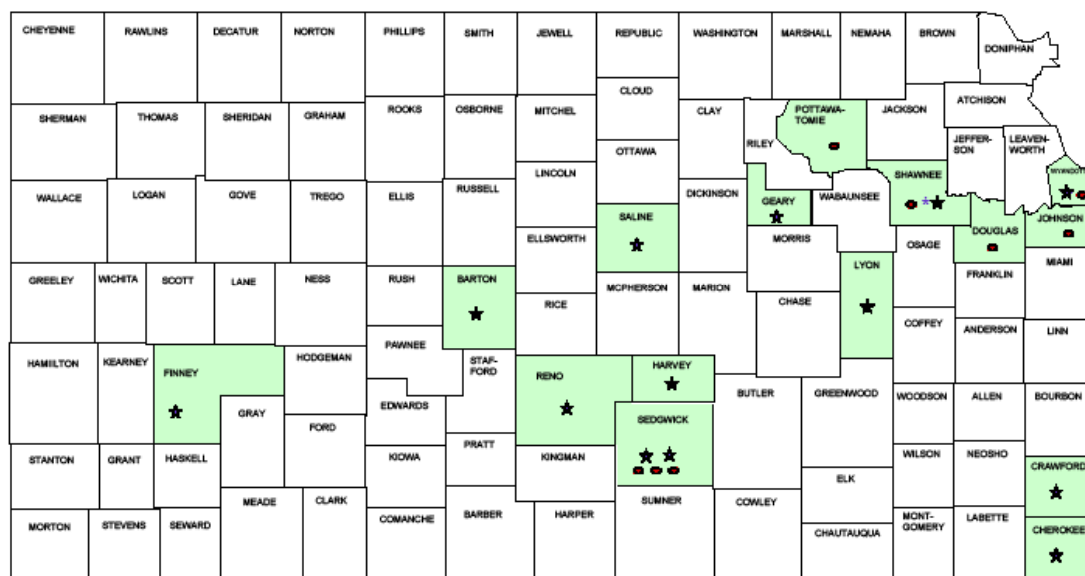 CHEYENNE
RAWLINS
DECATUR
NORTON
PHILLIPS
SMITH
JEWELL
REPUBLIC
WASHINGTON
MARSHALL
NEMAHA
BROWN
DONIPHAN
SHERMAN
THOMAS
SHERIDAN
GRAHAM
ROOKS
OSBORNE
MITCHEL
CLOUD
CLAY
RILEY
POTTAWA-
TOMIE
JACKSON
ATCHISON
JEFFER-
SON
LEAVEN-
WORTH
WALLACE
LOGAN
GOVE
TREGO
ELLIS
RUSSELL
LINCOLN
OTTAWA
DICKINSON
GEARY
WABAUNSEE
SHAWNEE
WYANDOTTE
SALINE
ELLSWORTH
MORRIS
OSAGE
DOUGLAS
JOHNSON
GREELEY
WICHITA
SCOTT
LANE
NESS
RUSH
BARTON
RICE
MCPHERSON
MARION
CHASE
LYON
FRANKLIN
MIAMI
HAMIILTON
KEARNEY
FINNEY
HODGEMAN
PAWNEE
STAF-
FORD
RENO
HARVEY
BUTLER
GREENWOOD
COFFEY
ANDERSON
LINN
GRAY
FORD
EDWARDS
SEDGWICK
WOODSON
ALLEN
BOURBON
STANTON
GRANT
HASKELL
KIOWA
PRATT
KINGMAN
ELK
WILSON
NEOSHO
CRAWFORD
MORTON
STEVENS
SEWARD
MEADE
CLARK
COMANCHE
BARBER
HARPER
SUMNER
COWLEY
CHAUTAUQUA
MONT-
GOMERY
LABETTE
CHEROKEE